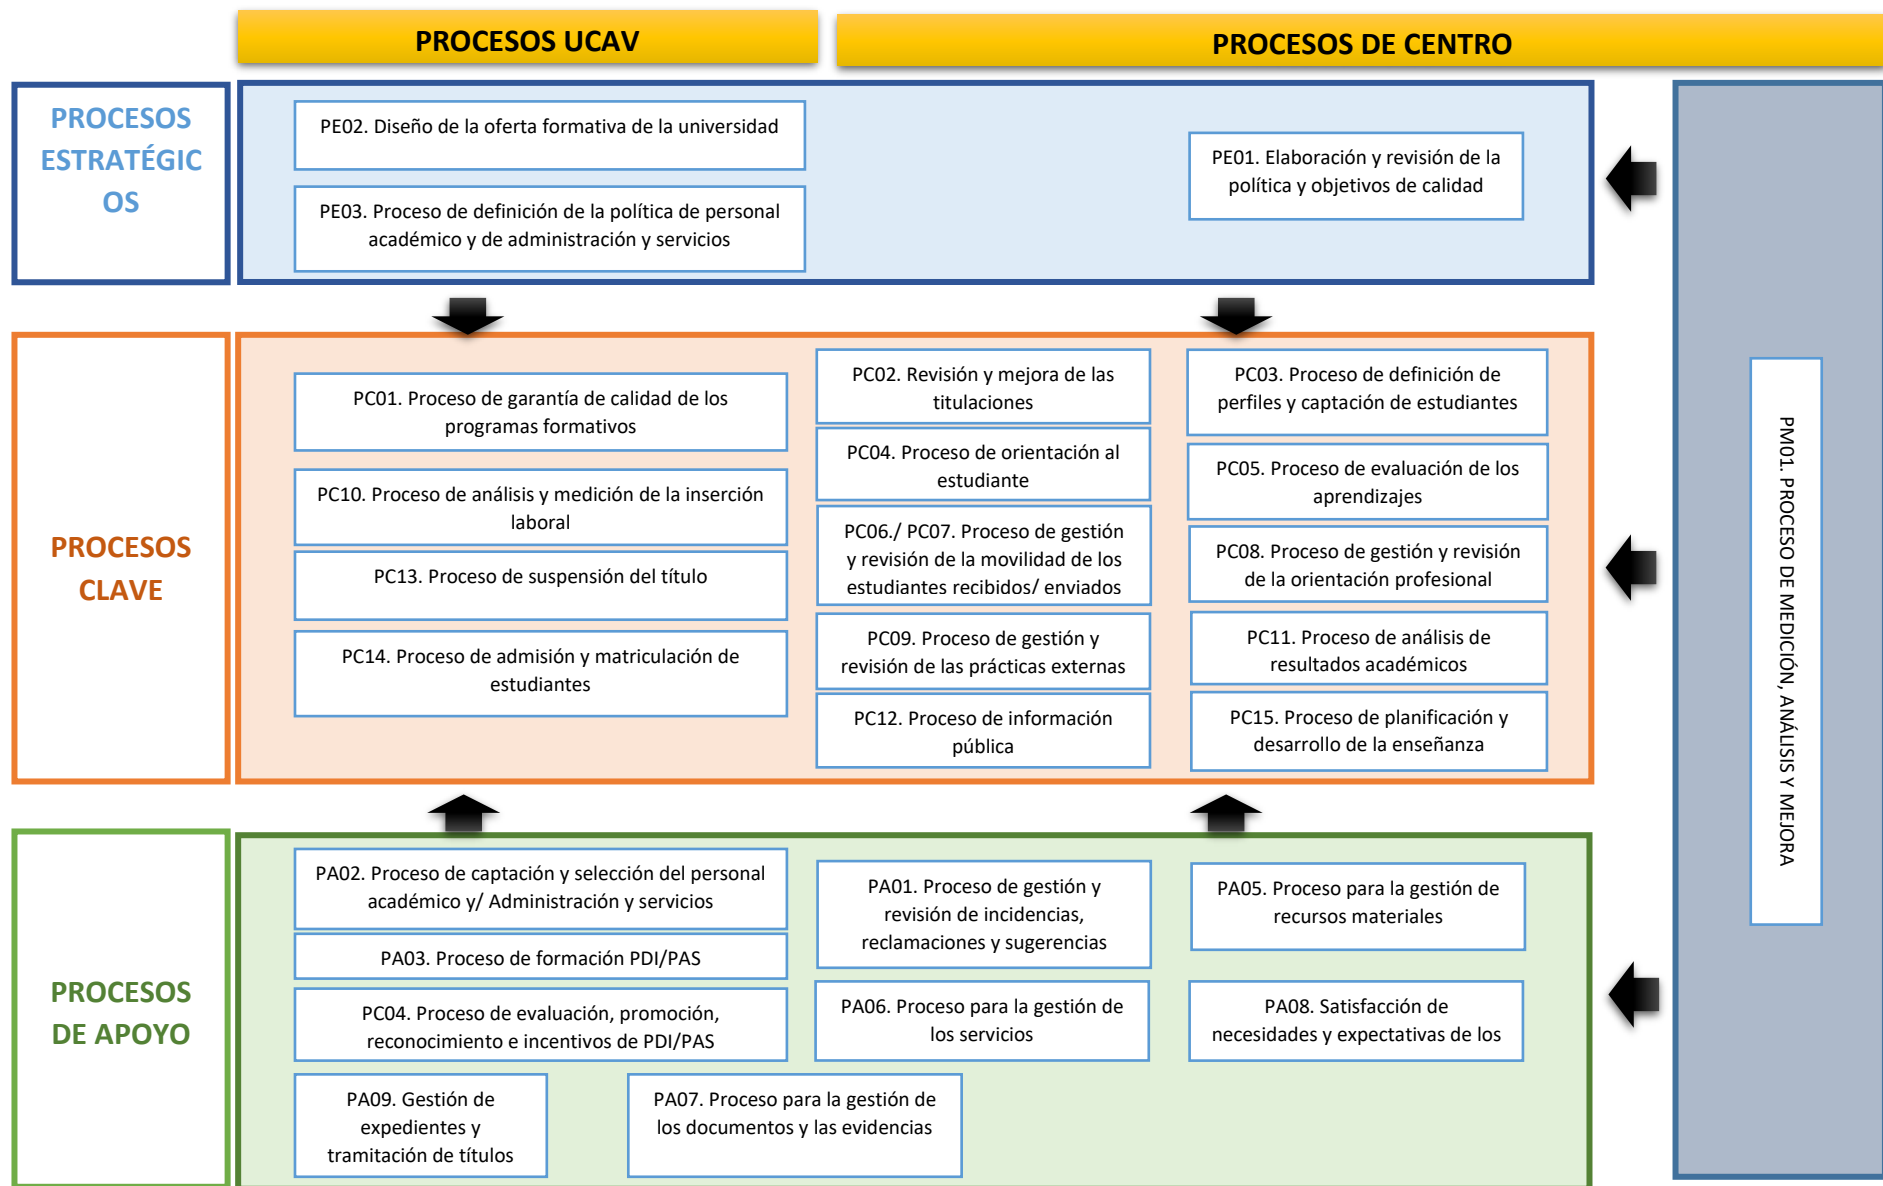 PROCESOS UCAV
PROCESOS DE CENTRO
PROCESOS
ESTRATÉGIC
OS
PE02. Diseño de la oferta formativa de la universidad
PE03. Proceso de definición de la política de personal
académico y de administración y servicios
PE01. Elaboración y revisión de la
política y objetivos de calidad
PROCESOS
CLAVE
PC01. Proceso de garantía de calidad de los
programas formativos
PC10. Proceso de análisis y medición de la inserción
laboral
PC13. Proceso de suspensión del título
PC14. Proceso de admisión y matriculación de
estudiantes
PC02. Revisión y mejora de las
titulaciones
PC04. Proceso de orientación al
estudiante
PC06./ PC07. Proceso de gestión
y revisión de la movilidad de los
estudiantes recibidos/ enviados
PC09. Proceso de gestión y
revisión de las prácticas externas
PC12. Proceso de información
pública
PC03. Proceso de definición de
perfiles y captación de estudiantes
PC05. Proceso de evaluación de los
aprendizajes
PC08. Proceso de gestión y revisión
de la orientación profesional
PC11. Proceso de análisis de
resultados académicos
PC15. Proceso de planificación y
desarrollo de la enseñanza
PROCESOS
DE APOYO
PA02. Proceso de captación y selección del personal
académico y/ Administración y servicios
PA03. Proceso de formación PDI/PAS
PC04. Proceso de evaluación, promoción,
reconocimiento e incentivos de PDI/PAS
PA09. Gestión de
expedientes y
tramitación de títulos
PA07. Proceso para la gestión de
los documentos y las evidencias
PA01. Proceso de gestión y
revisión de incidencias,
reclamaciones y sugerencias
PA06. Proceso para la gestión de
los servicios
PA05. Proceso para la gestión de
recursos materiales
PA08. Satisfacción de
necesidades y expectativas de los
PM01. PROCESO DE MEDICIÓN, ANÁLISIS Y MEJORA